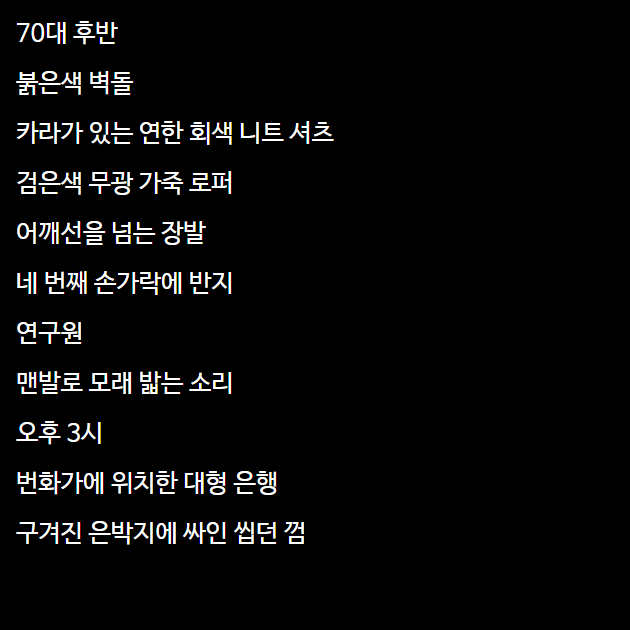 70대 후반
붉은색 벽돌
카라가 있는 연한 회색 니트 셔츠
검은색 무광 가죽 로퍼
어깨선을 넘는 장발
네 번째 손가락에 반지
연구원
맨발로 모래 밟는 소리
오후 3시
번화가에 위치한 대형 은행
구겨진 은박지에 싸인 씹던 껌